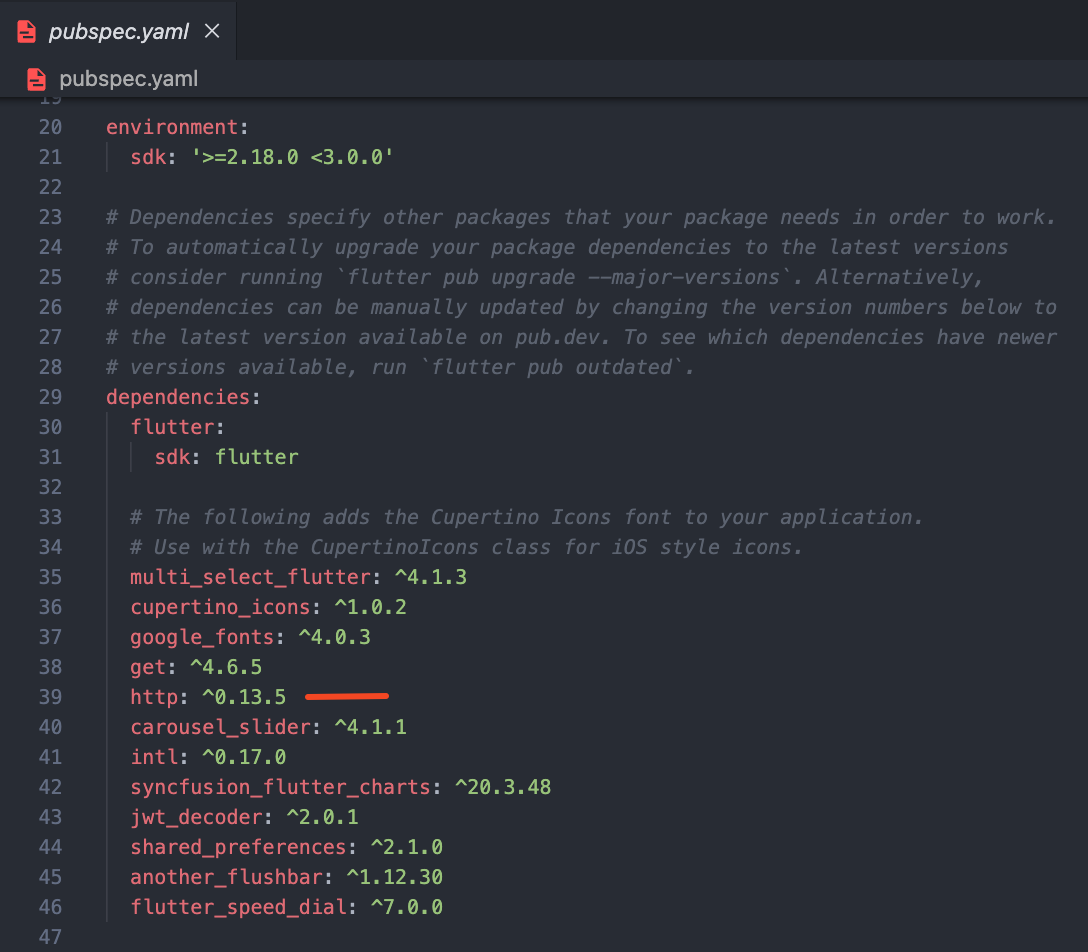 pubspec.yaml
pubspec.yaml
19
20 environment:
21 sdk: '>=2.18.0 <3.0.0'
22
23 # Dependencies specify other packages that your package needs in order to work.
24 # To automatically upgrade your package dependencies to the latest versions
25 # consider running `flutter pub upgrade --major-versions`. Alternatively,
26 # dependencies can be manually updated by changing the version numbers below to
27 # the latest version available on pub.dev. To see which dependencies have newer
28 # versions available, run `flutter pub outdated`.
29 dependencies:
30 flutter:
31 sdk: flutter
32
33 # The following adds the Cupertino Icons font to your application.
34 # Use with the CupertinoIcons class for iOS style icons.
35 multi_select_flutter: ^4.1.3
36 cupertino_icons: ^1.0.2
37 google_fonts: ^4.0.3
38 get: ^4.6.5
39 http: ^0.13.5
40 carousel_slider: ^4.1.1
41 intl: ^0.17.0
42 syncfusion_flutter_charts: ^20.3.48
43 jwt_decoder: ^2.0.1
44 shared_preferences: ^2.1.0
45 another_flushbar: ^1.12.30
46 flutter_speed_dial: ^7.0.0
47